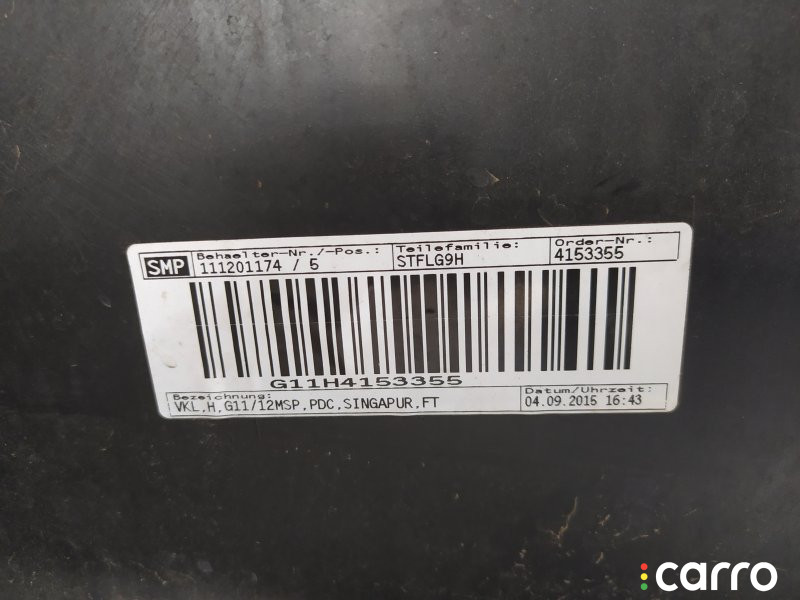 SMP
Behaelter-Nr./-Pos.:
111201174 / 5
Teilefamilie:
STFLG9H
Order-Nr.:
4153355
G11H4153355
Bezeichnung:
VKL,H,G11/12MSP,PDC,SINGAPUR,FT
Datum/Uhrzeit:
04.09.2015 16:43
carro